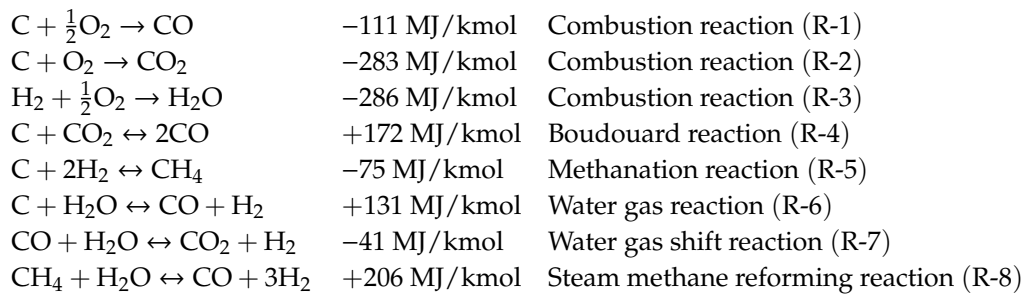 C + ½O₂ → CO −111 MJ/kmol Combustion reaction (R-1)
C + O₂ → CO₂ −283 MJ/kmol Combustion reaction (R-2)
H₂ + ½O₂ → H₂O −286 MJ/kmol Combustion reaction (R-3)
C + CO₂ ↔ 2CO +172 MJ/kmol Boudouard reaction (R-4)
C + 2H₂ ↔ CH₄ −75 MJ/kmol Methanation reaction (R-5)
C + H₂O ↔ CO + H₂ +131 MJ/kmol Water gas reaction (R-6)
CO + H₂O ↔ CO₂ + H₂ −41 MJ/kmol Water gas shift reaction (R-7)
CH₄ + H₂O ↔ CO + 3H₂ +206 MJ/kmol Steam methane reforming reaction (R-8)